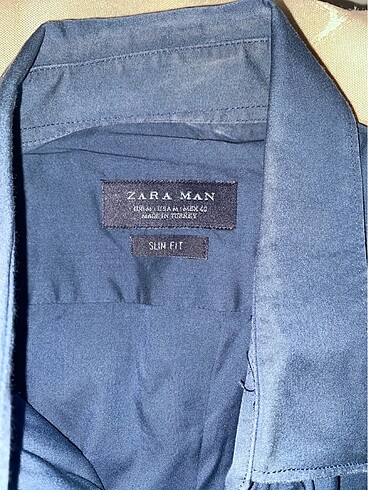 ZARA MAN
EUR M / USA M / MEX 40
MADE IN TURKEY
SLIM FIT